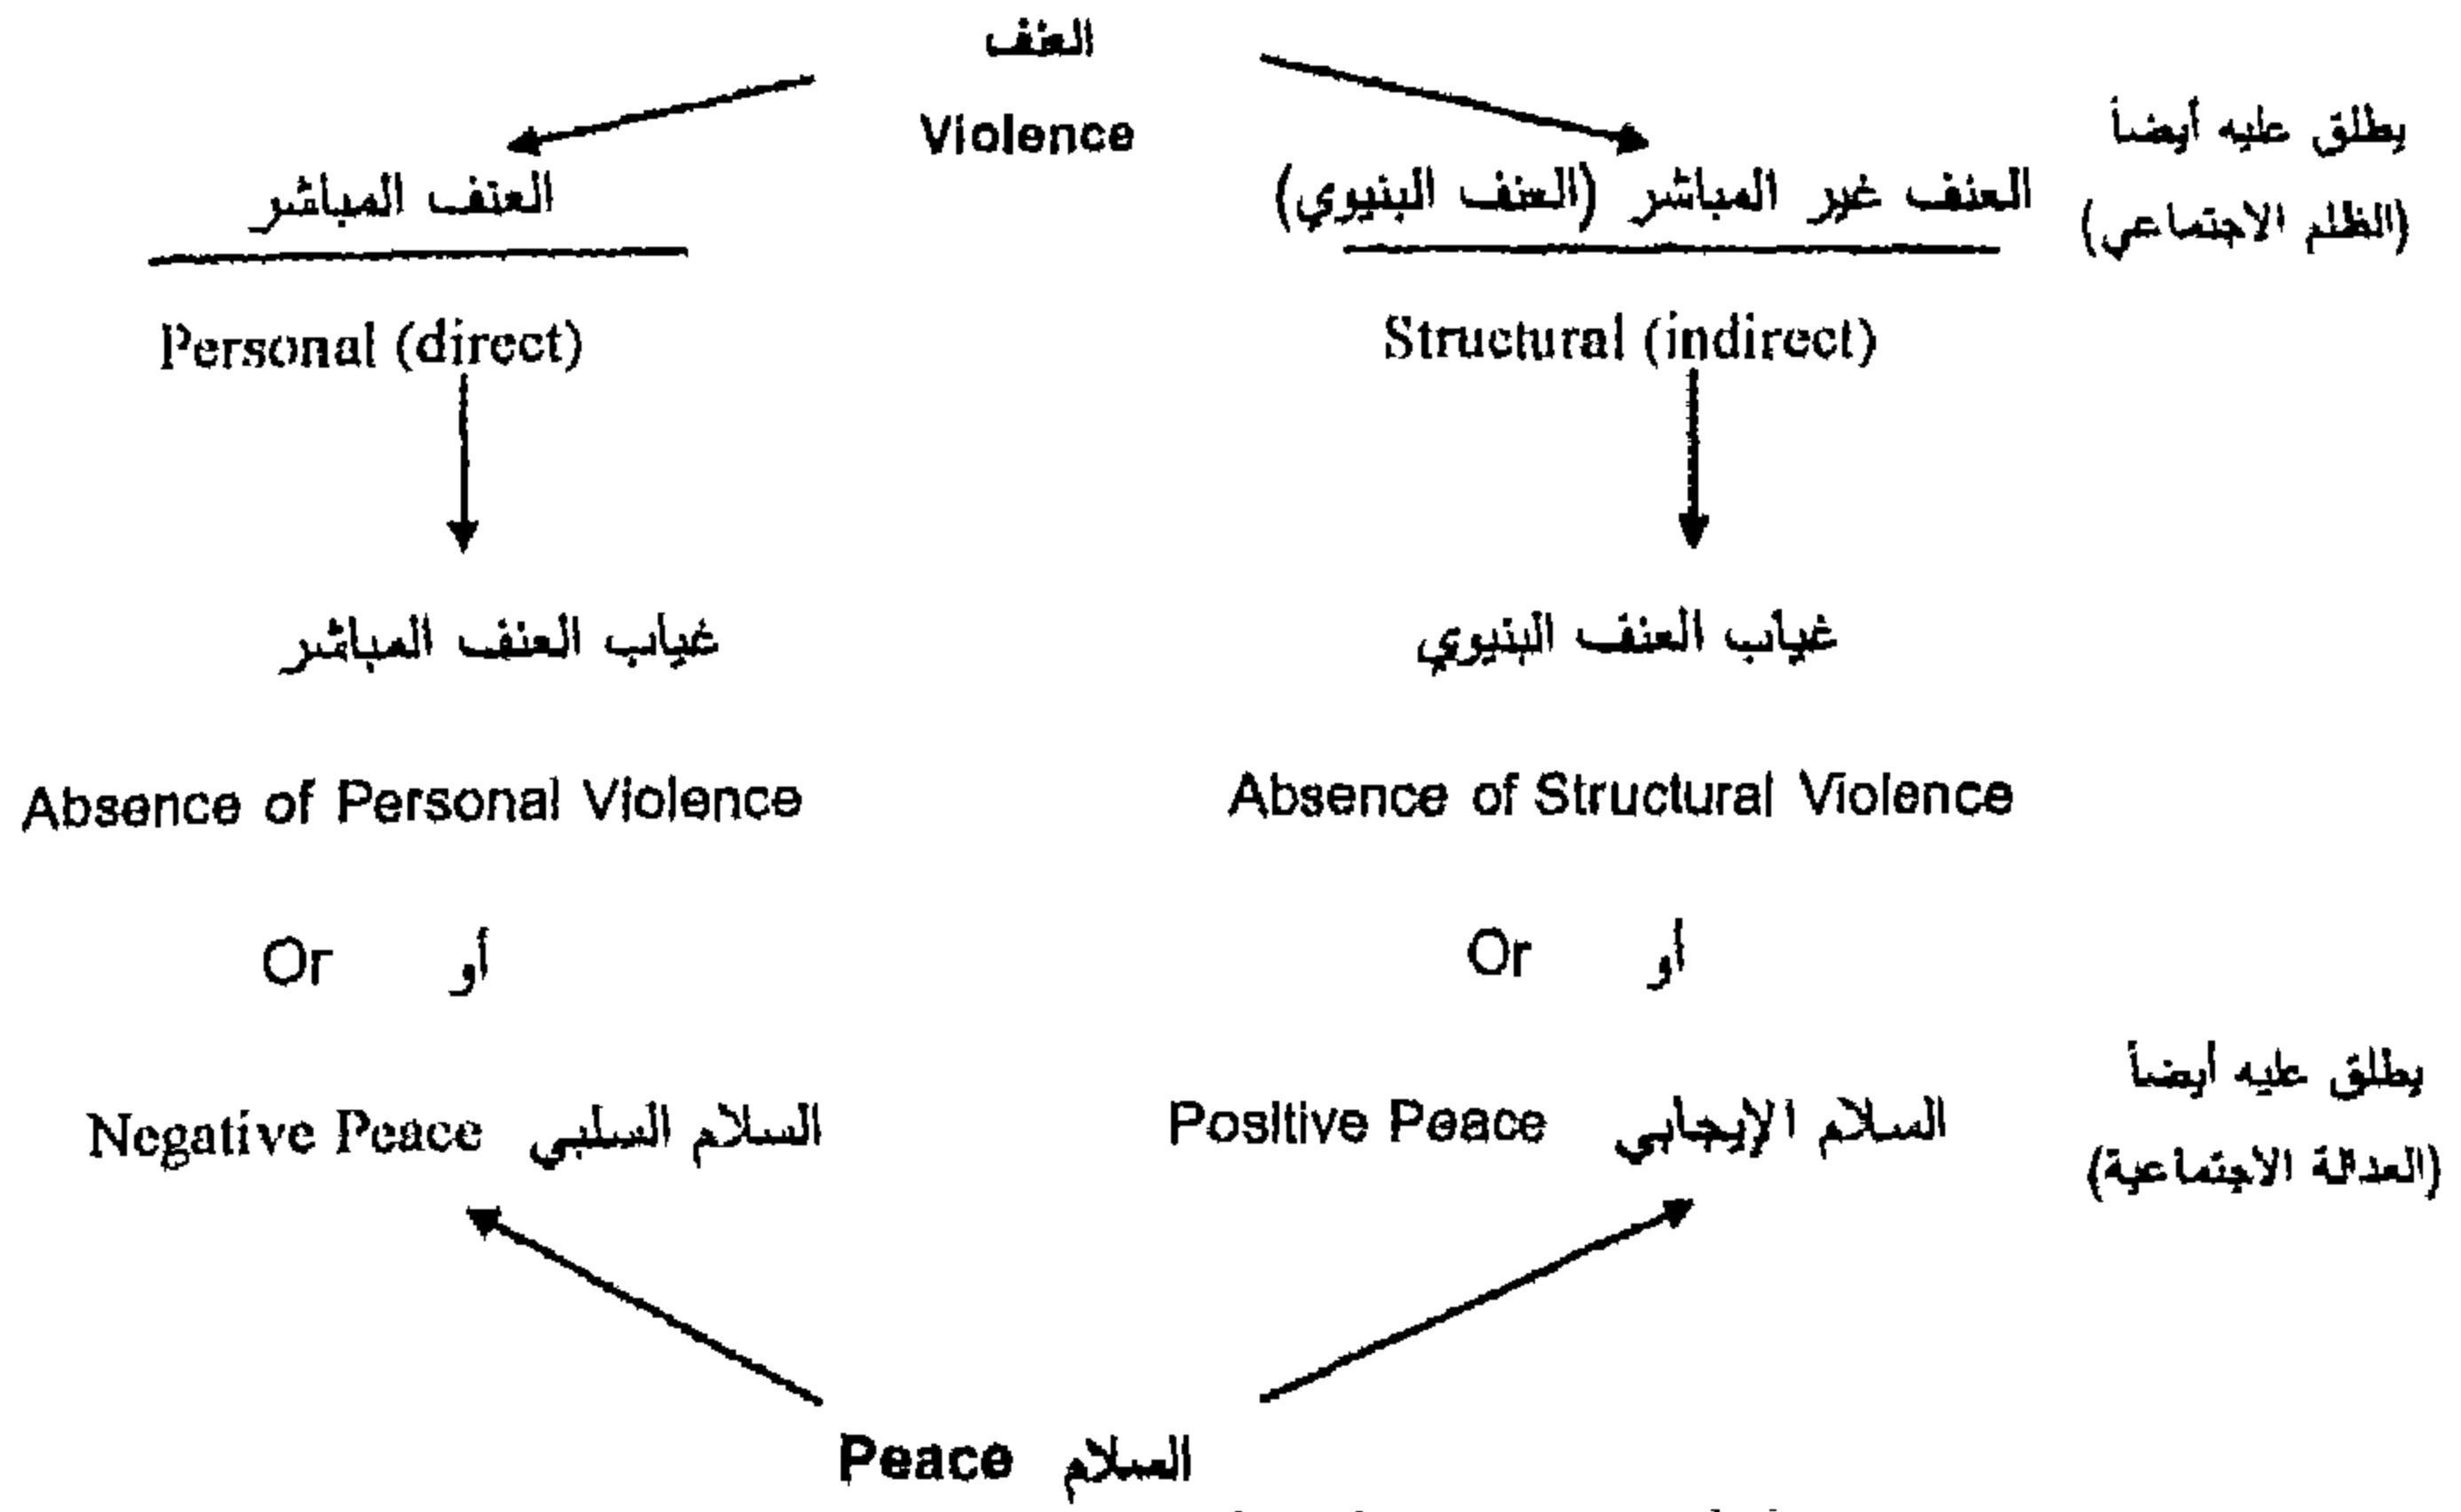 العنف
Violence
العنف المباشر
العنف غير المباشر (العنف البنيوي)
يطلق عليه أيضاً
(الظلم الاجتماعي)
Personal (direct)
Structural (indirect)
غياب العنف المباشر
غياب العنف البنيوي
Absence of Personal Violence
Absence of Structural Violence
Or أو
Or أو
Negative Peace السلام السلبي
Positive Peace السلام الإيجابي
يطلق عليه أيضاً
(العدالة الاجتماعية)
Peace السلام